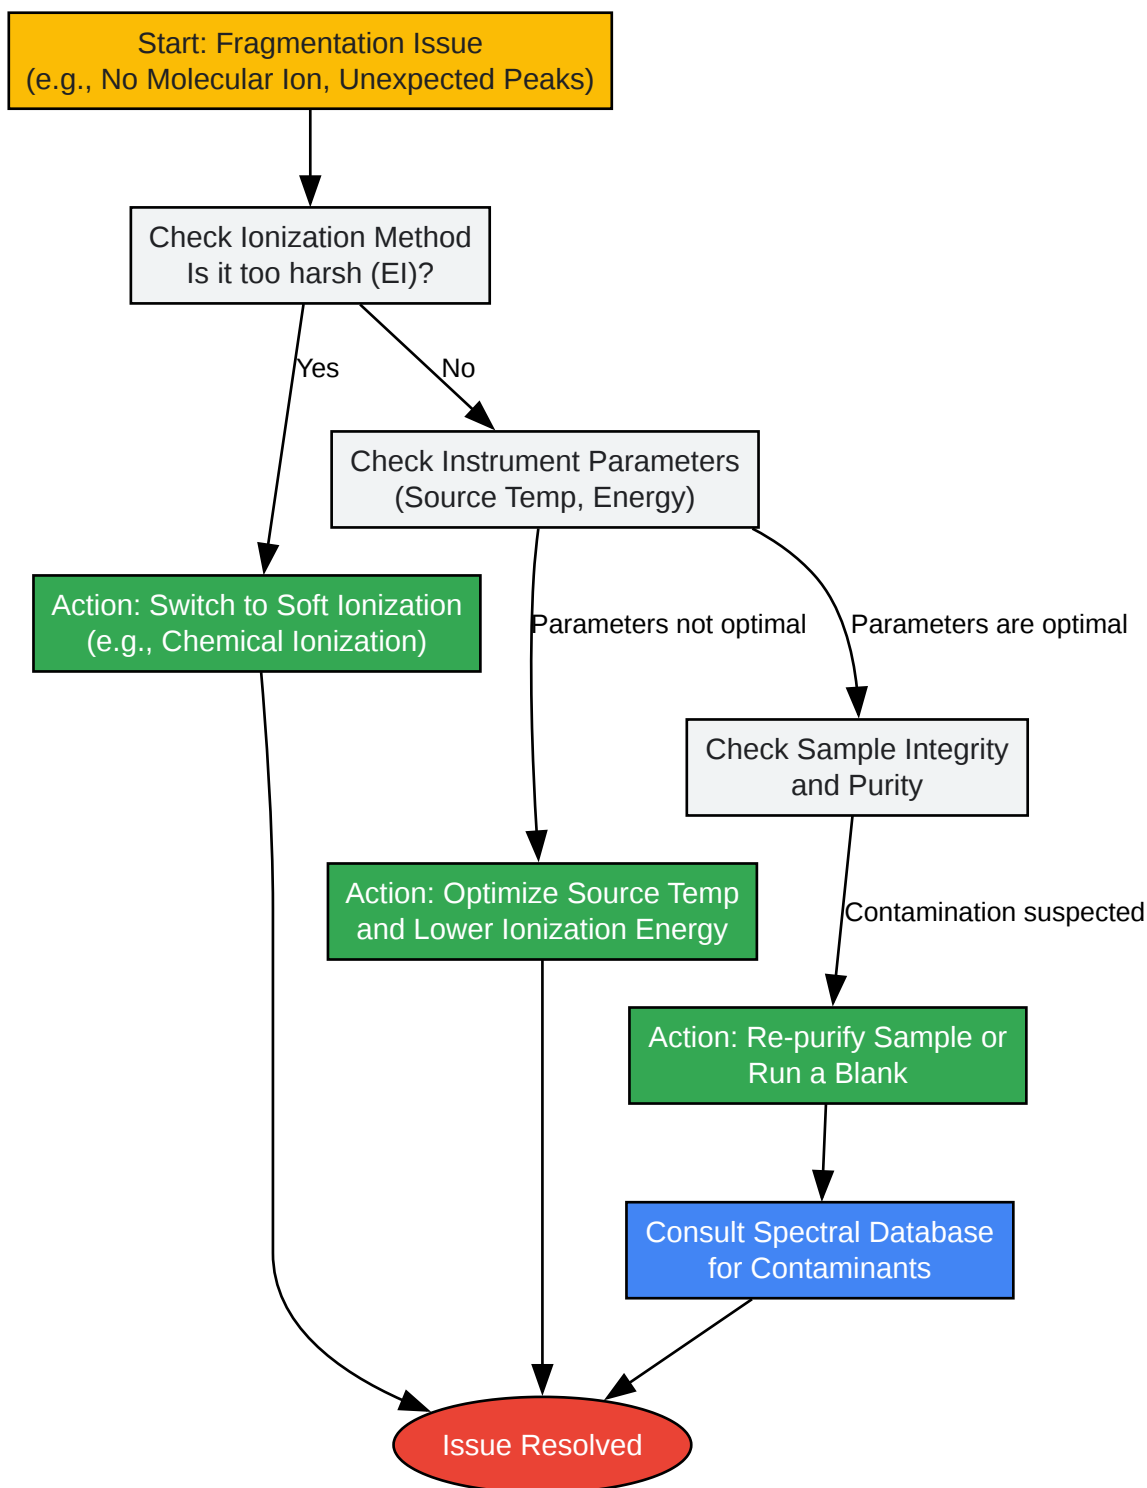 Start: Fragmentation Issue
(e.g., No Molecular Ion, Unexpected Peaks)
Check Ionization Method
Is it too harsh (EI)?
Yes
No
Check Instrument Parameters
(Source Temp, Energy)
Action: Switch to Soft Ionization
(e.g., Chemical Ionization)
Parameters not optimal
Parameters are optimal
Check Sample Integrity
and Purity
Action: Optimize Source Temp
and Lower Ionization Energy
Contamination suspected
Action: Re-purify Sample or
Run a Blank
Consult Spectral Database
for Contaminants
Issue Resolved